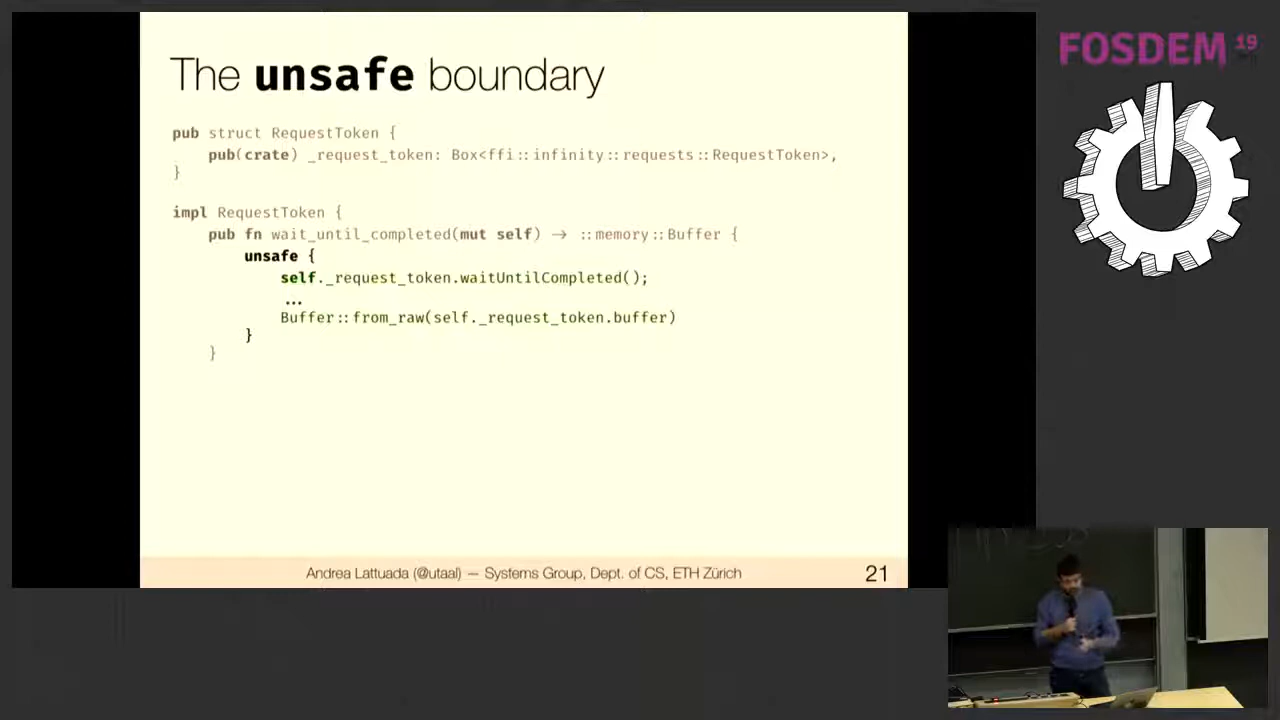 The unsafe boundary
pub struct RequestToken {
pub(crate) _request_token: Box<ffi::infinity::requests::RequestToken>,
}
impl RequestToken {
pub fn wait_until_completed(mut self) → ::memory::Buffer {
unsafe {
self._request_token.waitUntilCompleted();
...
Buffer::from_raw(self._request_token.buffer)
}
}
Andrea Lattuada (@utaal) — Systems Group, Dept. of CS, ETH Zürich
21
FOSDEM 19